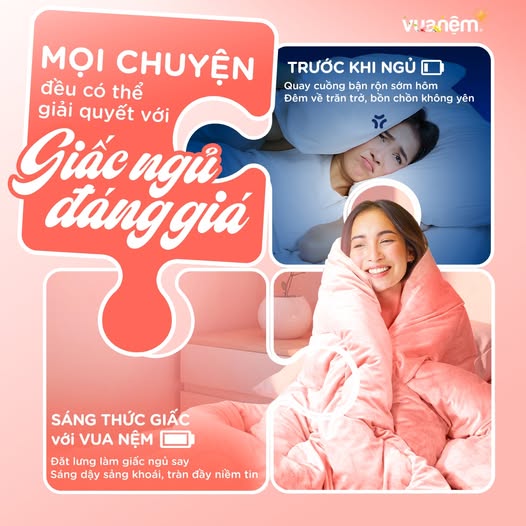 vuanệm
MỌI CHUYỆN
đều có thể
giải quyết với
Giấc ngủ
đáng giá
TRƯỚC KHI NGỦ
Quay cuồng bận rộn sớm hôm
Đêm về trăn trở, bồn chồn không yên
SÁNG THỨC GIẤC
với VUA NỆM
Đặt lưng làm giấc ngủ say
Sáng dậy sảng khoái, tràn đầy niềm tin